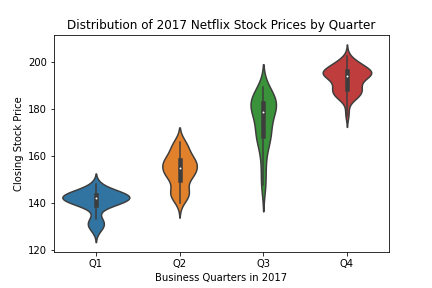 Distribution of 2017 Netflix Stock Prices by Quarter
Closing Stock Price
200
180
160
140
120
Q1 Q2 Q3 Q4
Business Quarters in 2017